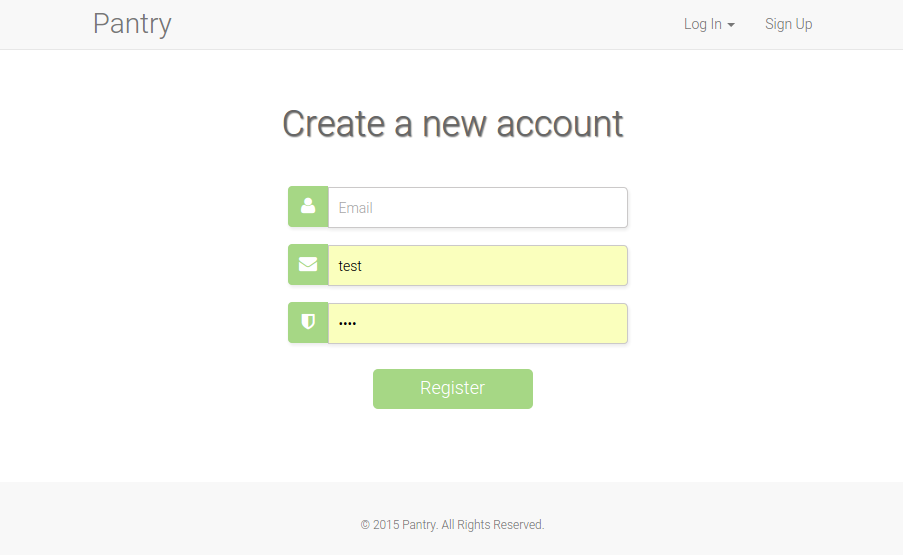 Pantry
Log In
Sign Up
Create a new account
Email
test
••••
Register
© 2015 Pantry. All Rights Reserved.